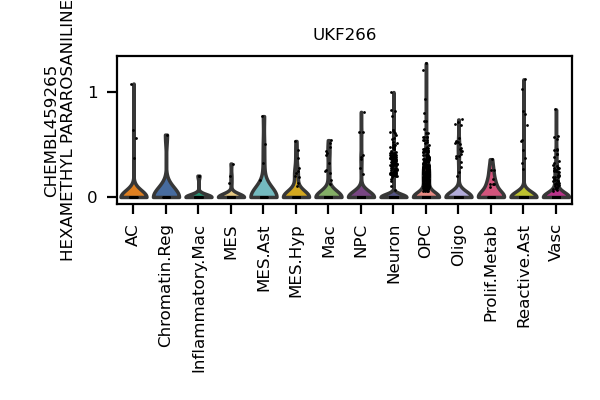 UKF266
CHEMBL459265
HEXAMETHYL PARAROSANILINE
1
0
AC
Chromatin.Reg
Inflammatory.Mac
MES
MES.Ast
MES.Hyp
Mac
NPC
Neuron
OPC
Oligo
Prolif.Metab
Reactive.Ast
Vasc